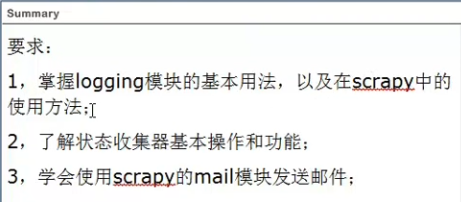 Summary
要求：
1，掌握logging模块的基本用法，以及在scrapy中的
使用方法；
2，了解状态收集器基本操作和功能；
3，学会使用scrapy的mail模块发送邮件；